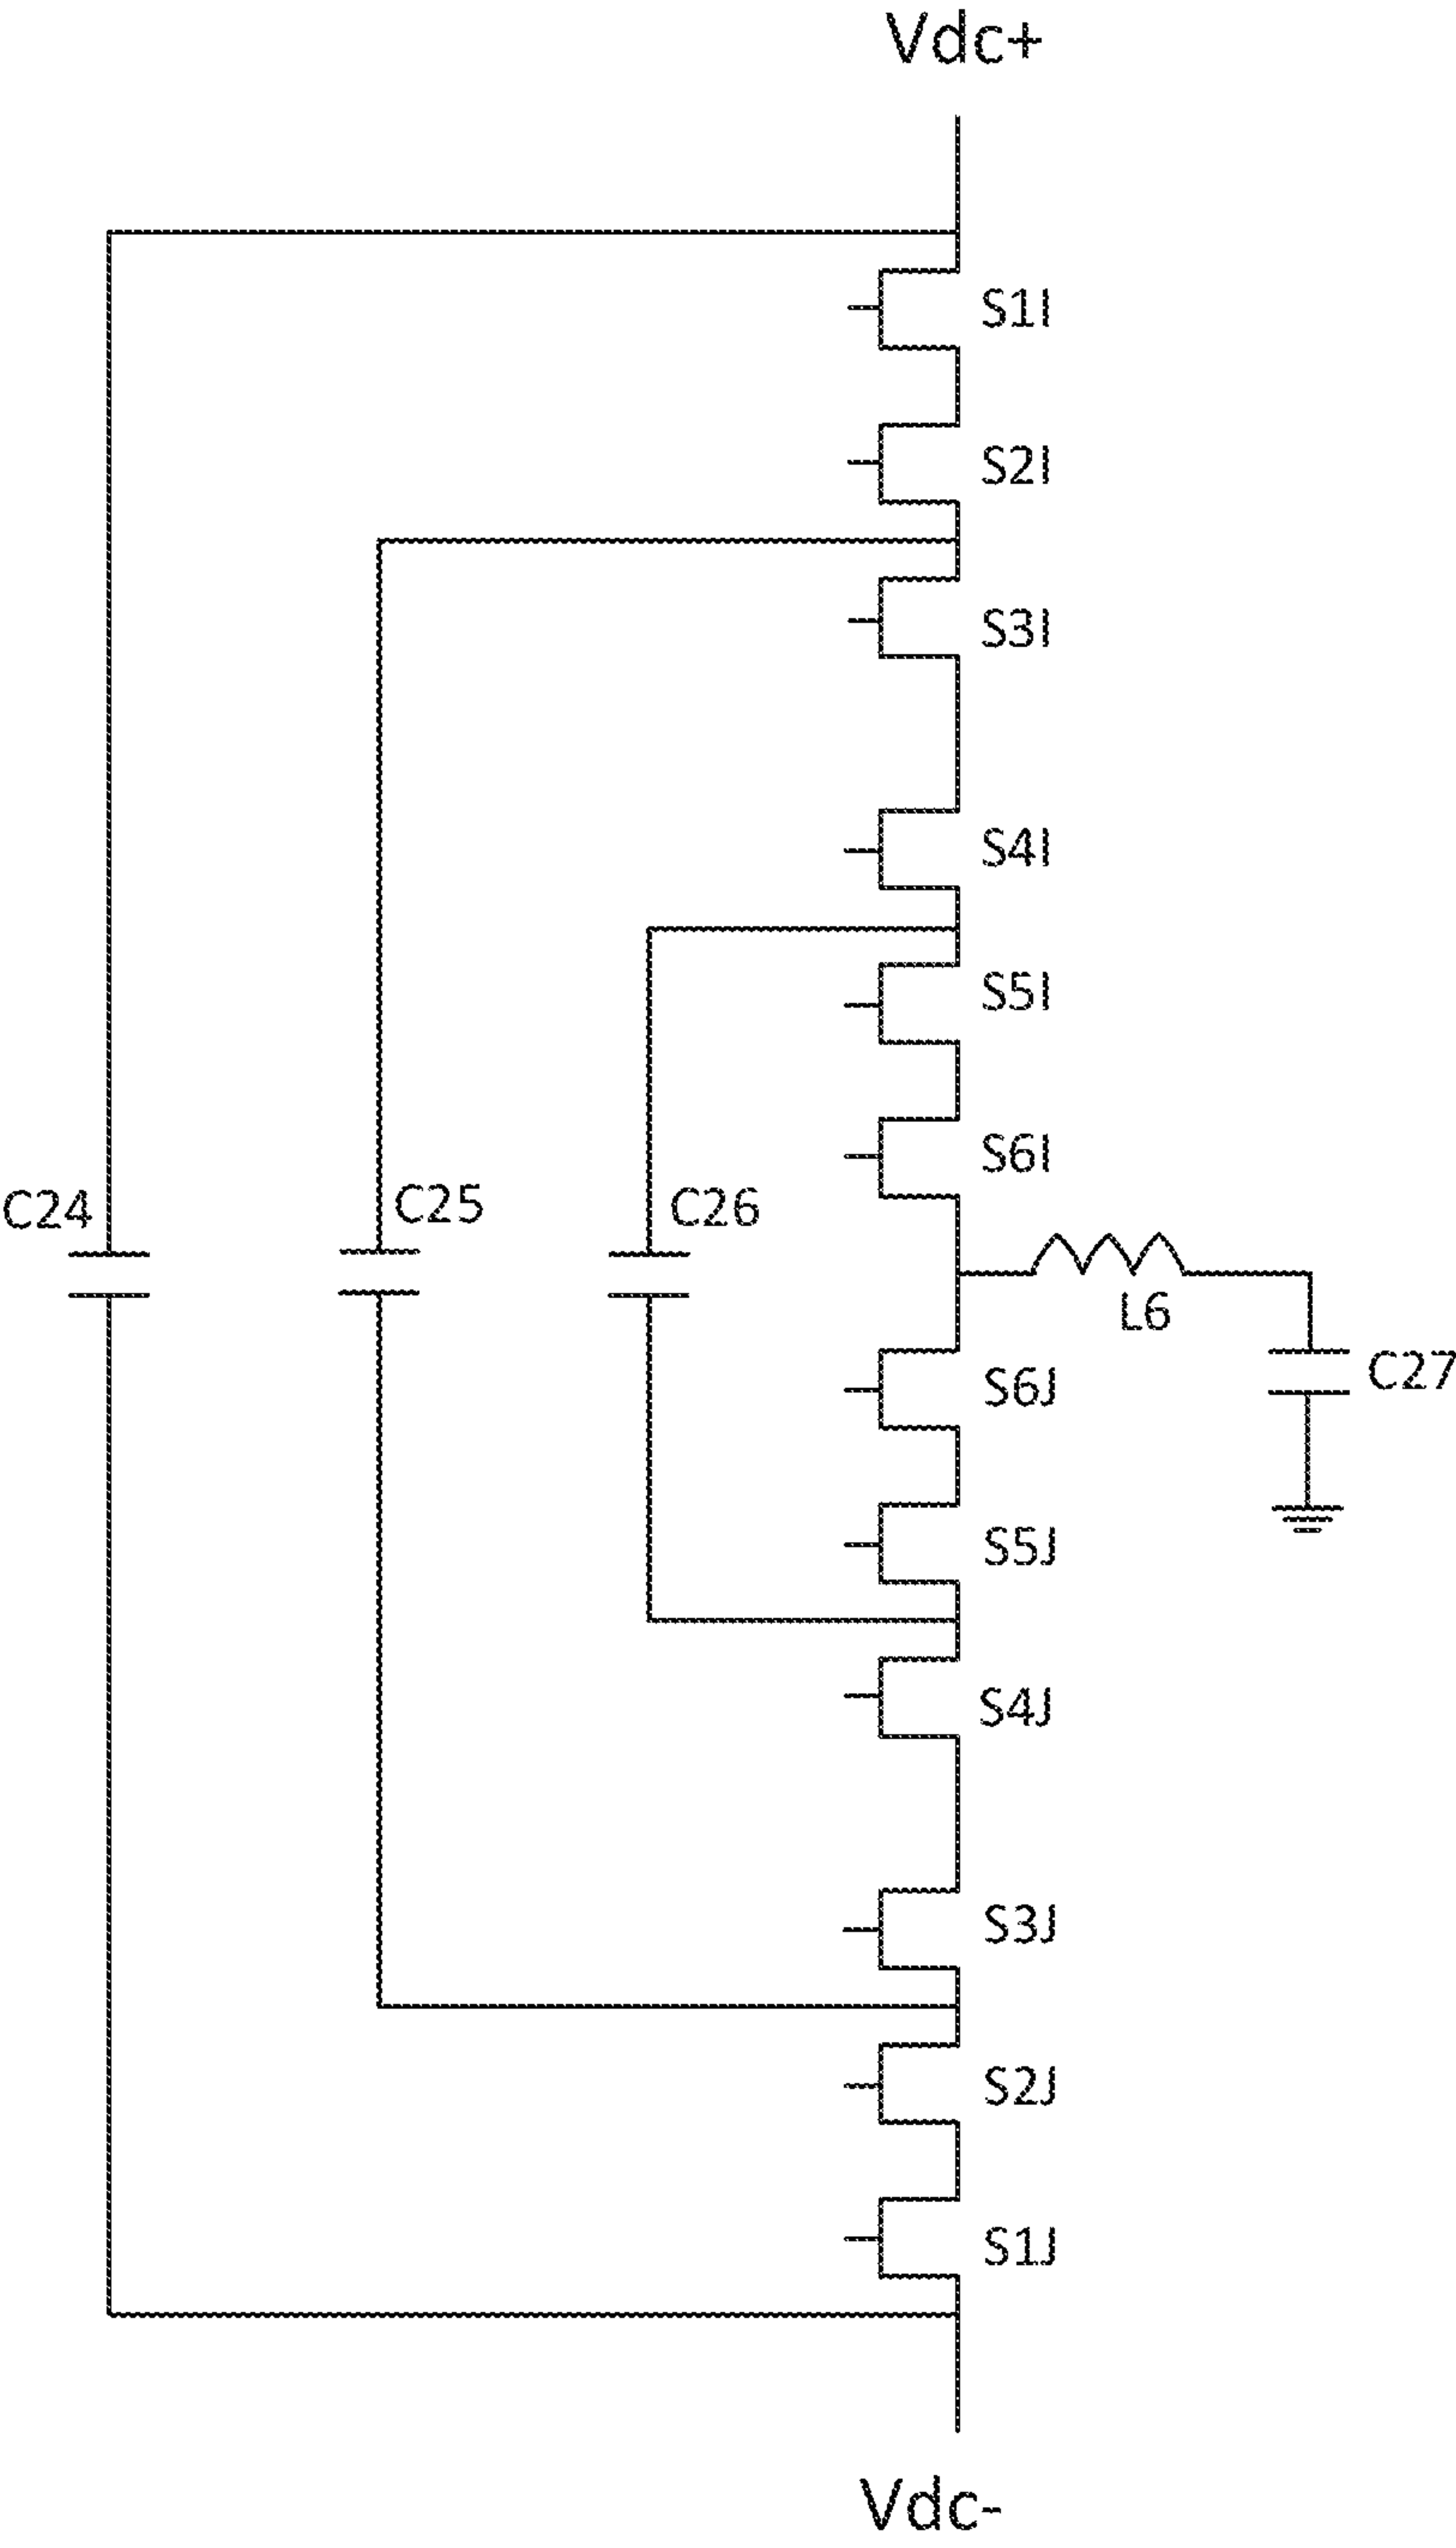 Vdc+
S1I
S2I
S3I
S4I
S5I
S6I
C24
C25
C26
L6
C27
S6J
S5J
S4J
S3J
S2J
S1J
Vdc-